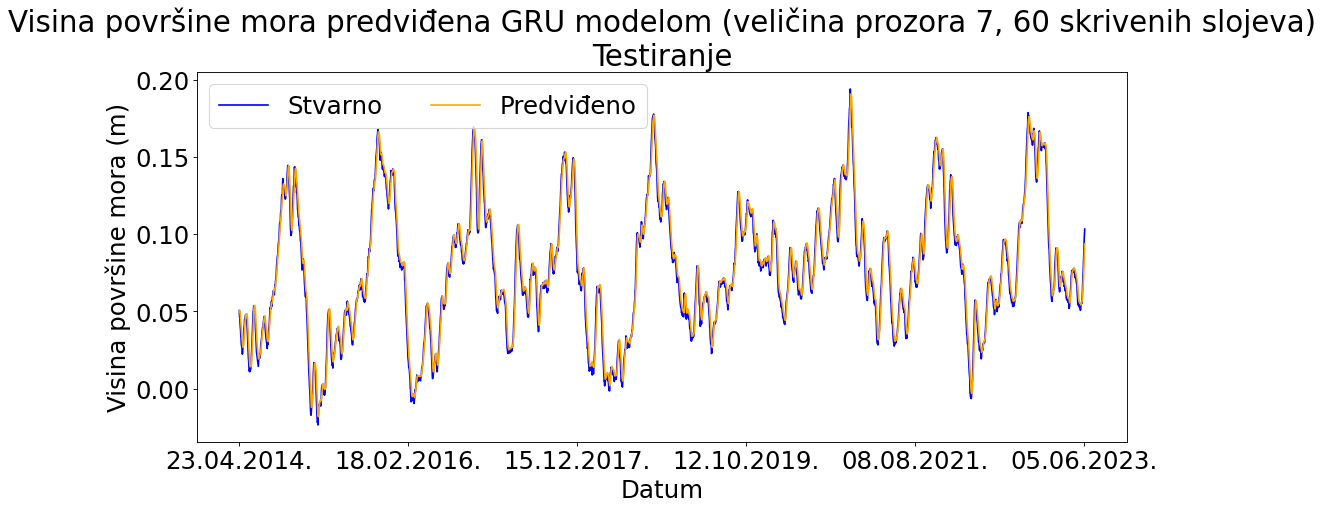 Visina površine mora predviđena GRU modelom (veličina prozora 7, 60 skrivenih slojeva)
Testiranje
Stvarno Predviđeno
Visina površine mora (m)
0.20
0.15
0.10
0.05
0.00
23.04.2014. 18.02.2016. 15.12.2017. 12.10.2019. 08.08.2021. 05.06.2023.
Datum